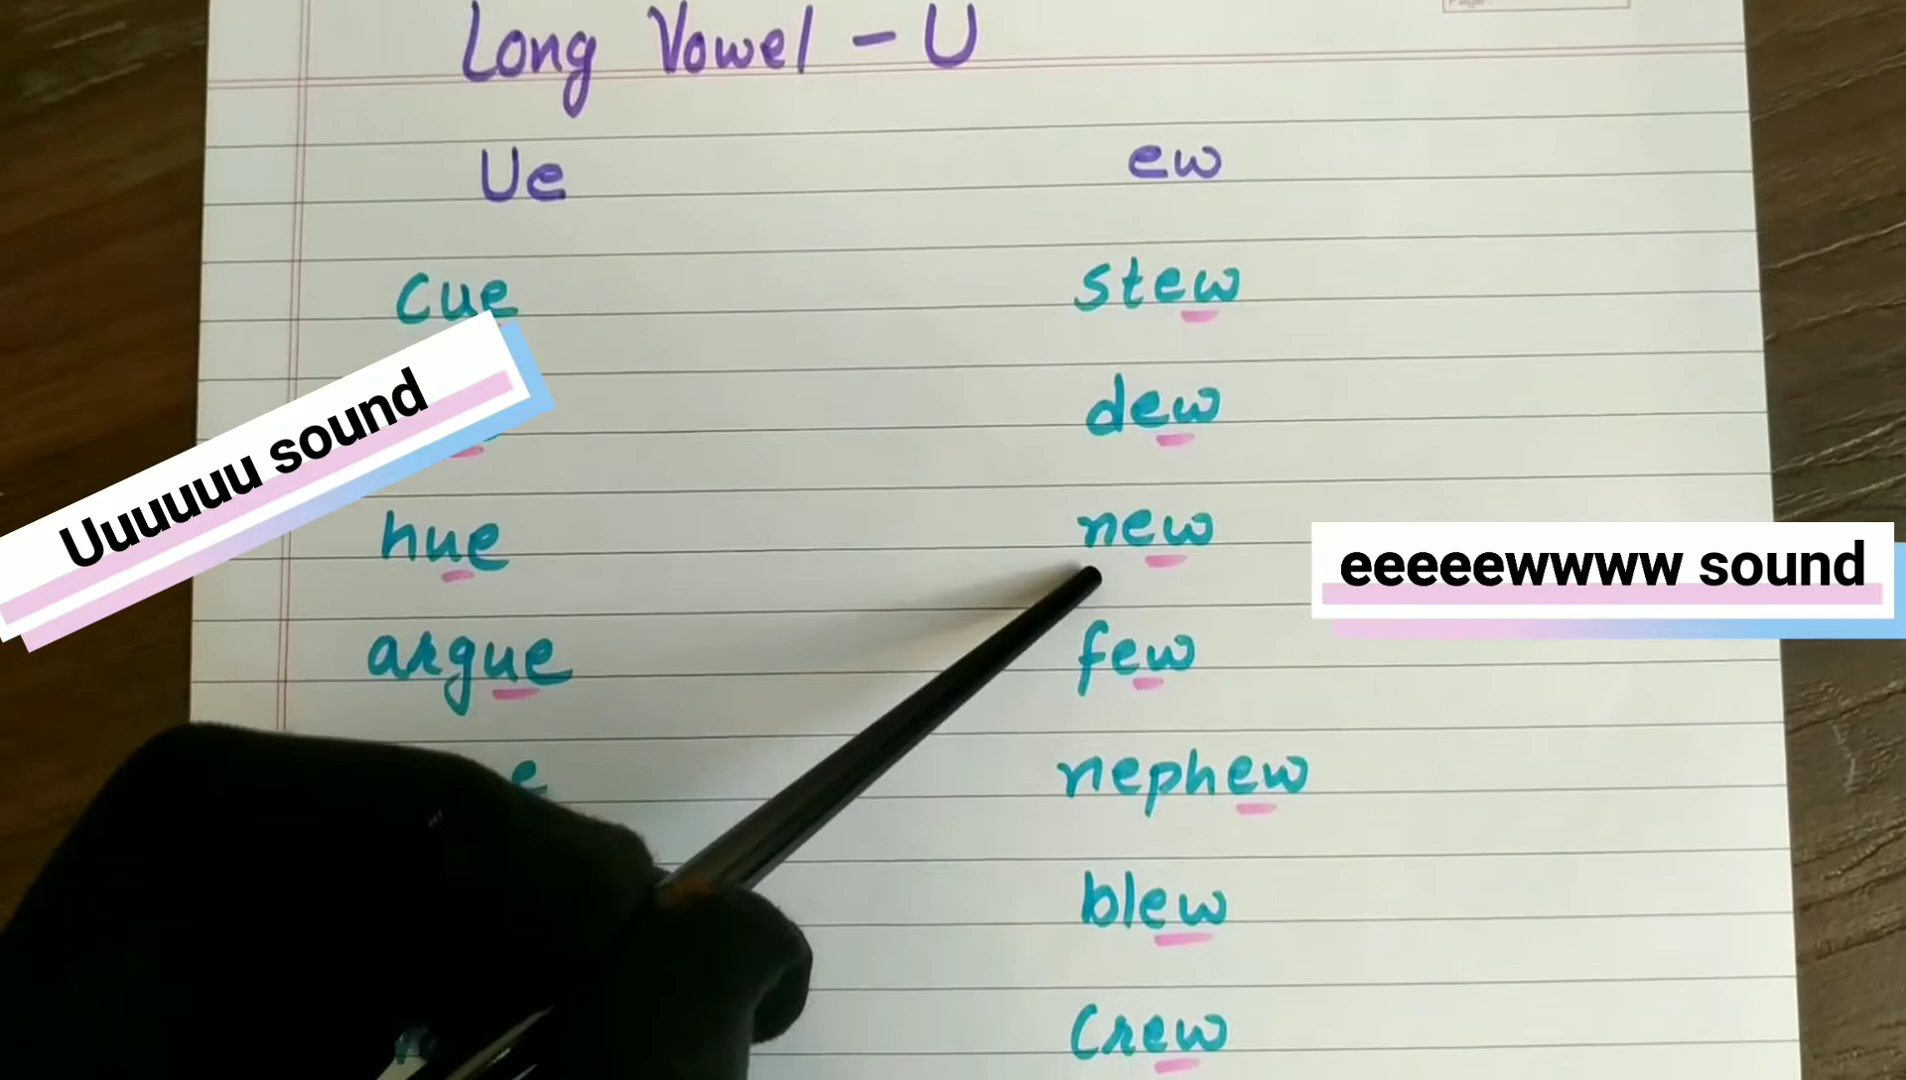 Long Vowel - U
Ue ew
cue stew
dew
Uuuuuu sound
hue new
eeeeewwww sound
argue few
nephew
blew
Crew